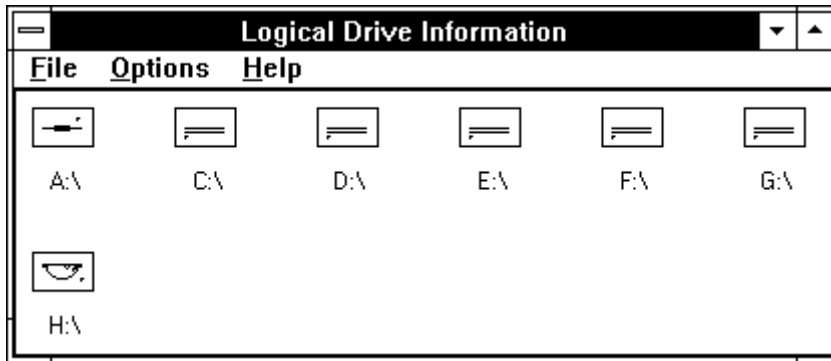 Logical Drive Information
File Options Help
A:\ C:\ D:\ E:\ F:\ G:\
H:\